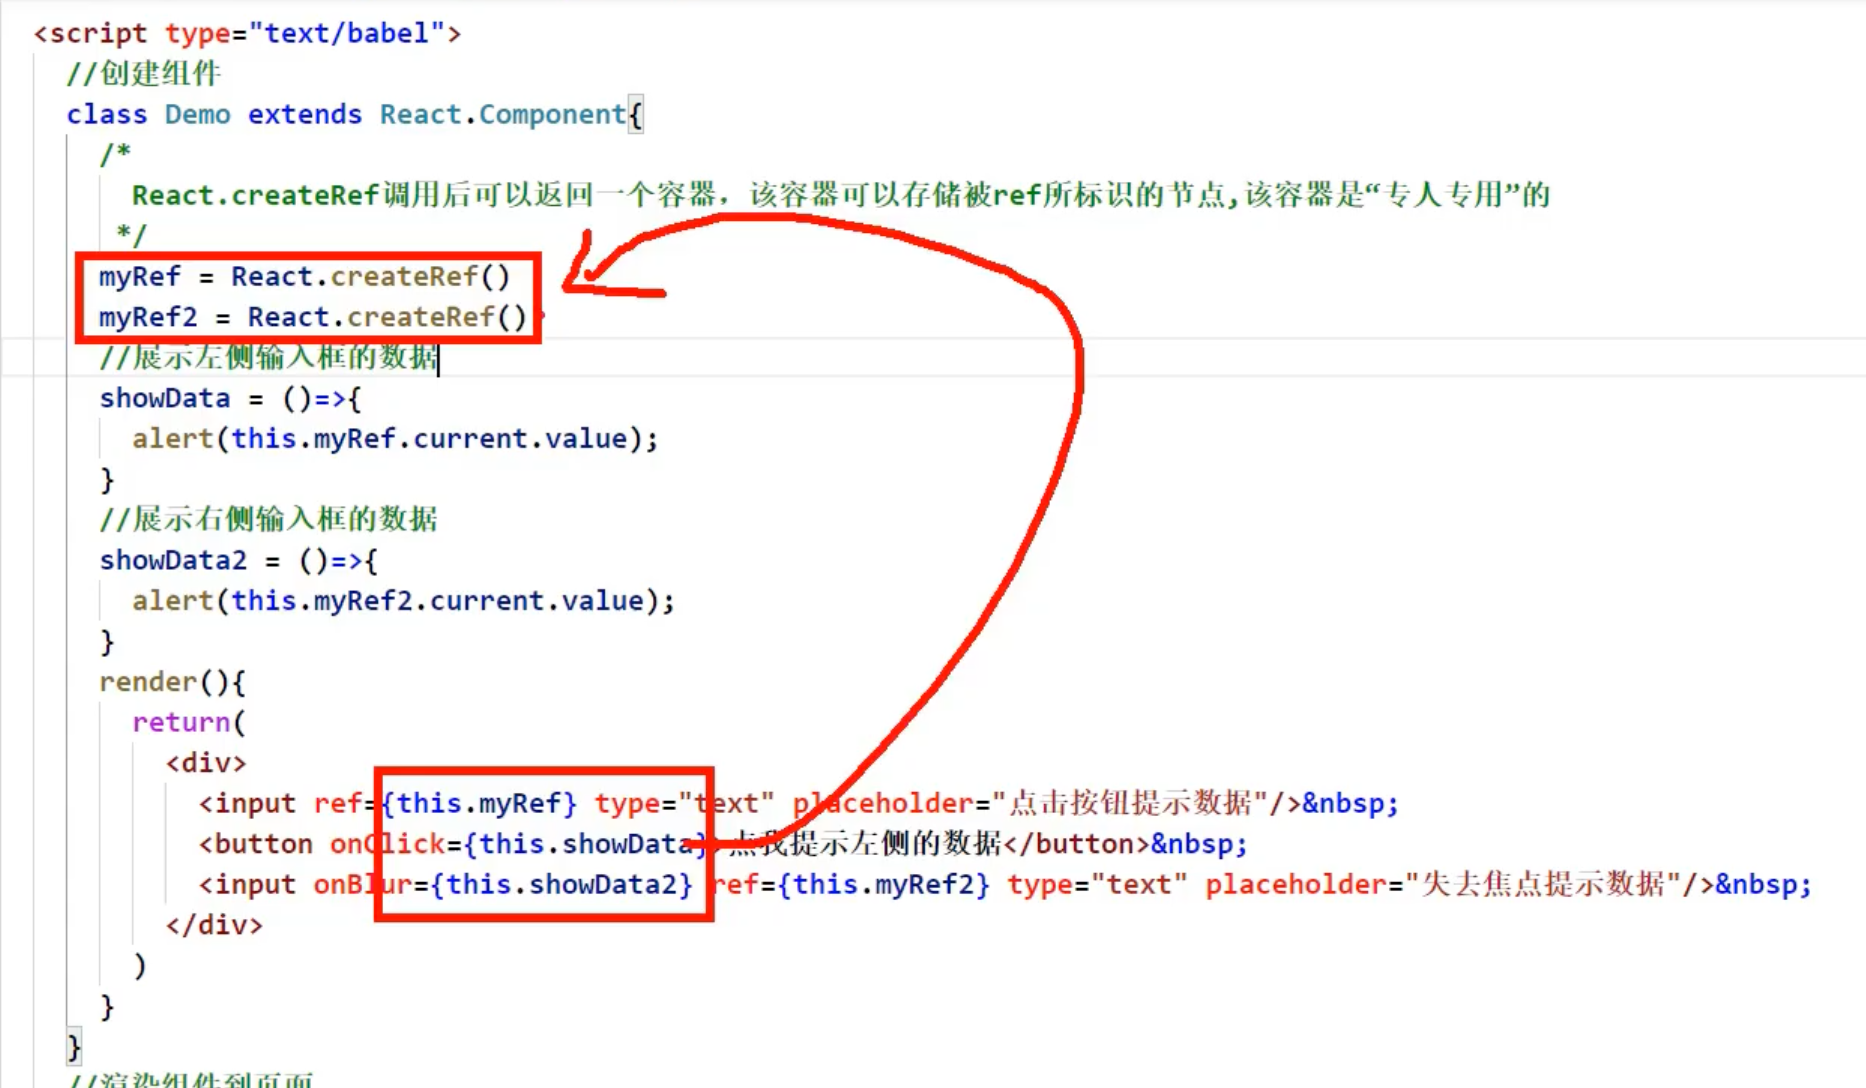 <script type="text/babel">
//创建组件
class Demo extends React.Component{
/*
React.createRef调用后可以返回一个容器，该容器可以存储被ref所标识的节点,该容器是“专人专用”的
*/
myRef = React.createRef()
myRef2 = React.createRef()
//展示左侧输入框的数据
showData = ()=>{
alert(this.myRef.current.value);
}
//展示右侧输入框的数据
showData2 = ()=>{
alert(this.myRef2.current.value);
}
render(){
return(
<div>
<input ref={this.myRef} type="text" placeholder="点击按钮提示数据"/>&nbsp;
<button onClick={this.showData}>点我提示左侧的数据</button>&nbsp;
<input onBlur={this.showData2} ref={this.myRef2} type="text" placeholder="失去焦点提示数据"/>&nbsp;
</div>
)
}
}
//渲染组件到页面